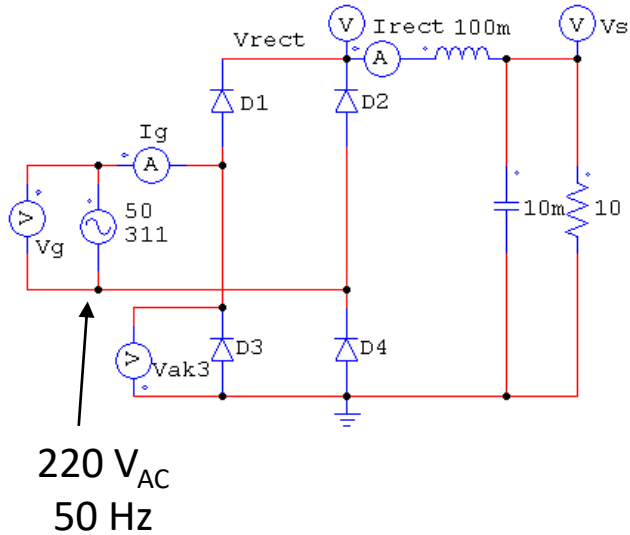 V
Irect
100m
V
Vs
Vrect
A
D1
D2
Ig
A
V
50
311
Vg
10m
10
V
Vak3
D3
D4
220 VAC
50 Hz